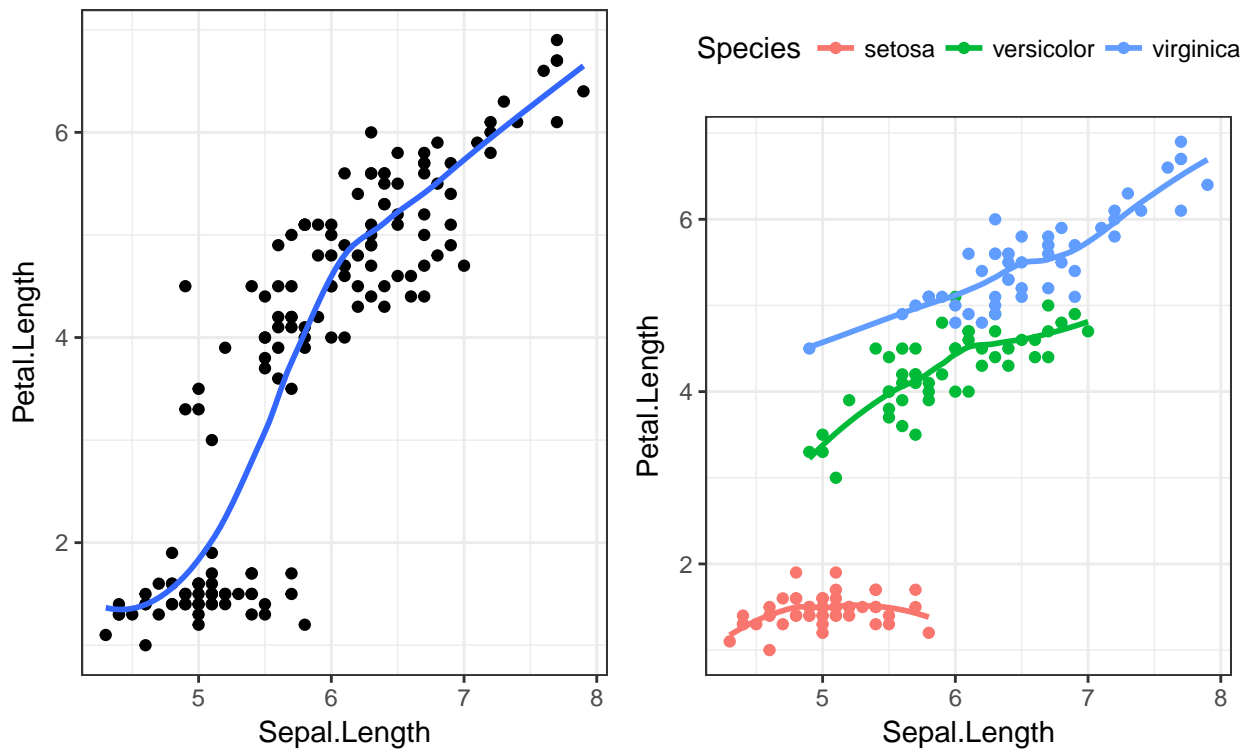 Petal.Length
6
4
2
5 6 7 8
Sepal.Length
Species setosa versicolor virginica
Petal.Length
6
4
2
5 6 7 8
Sepal.Length